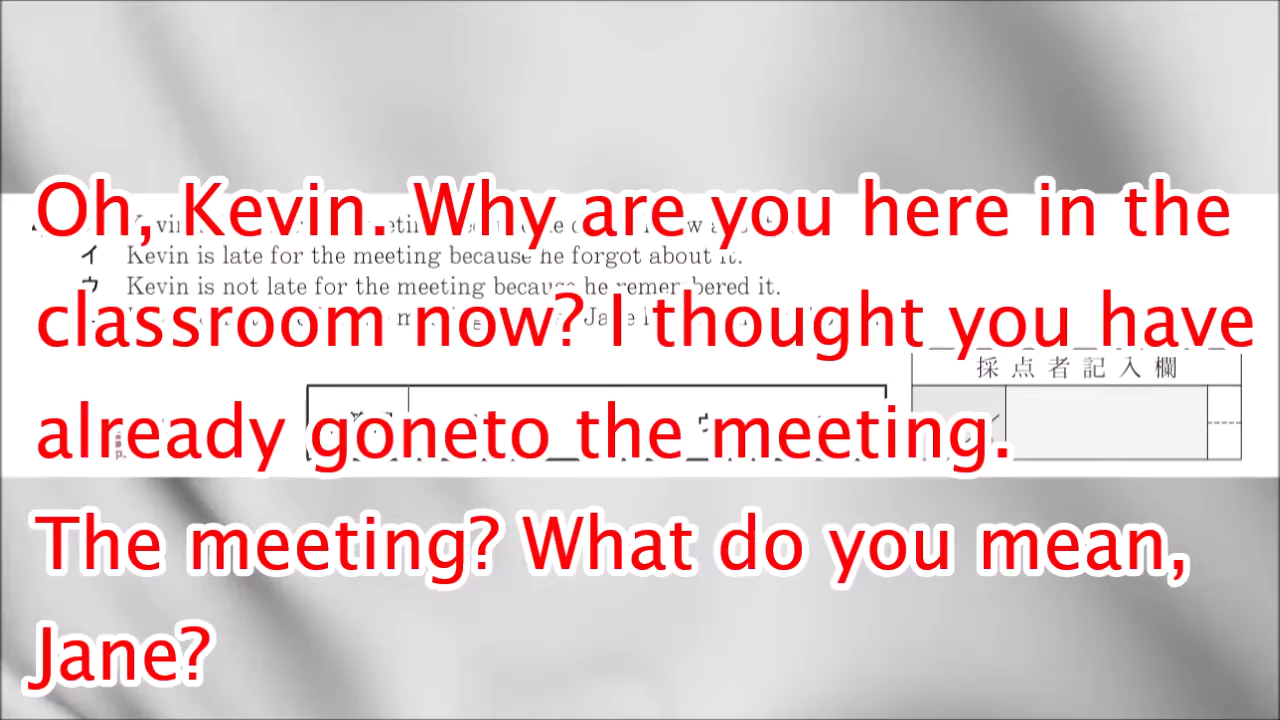 Oh, Kevin. Why are you here in the
イ Kevin is late for the meeting because he forgot about it.
ウ Kevin is not late for the meeting because he remembered it.
classroom now? I thought you have
採点者記入欄
already goneto the meeting.
The meeting? What do you mean,
Jane?